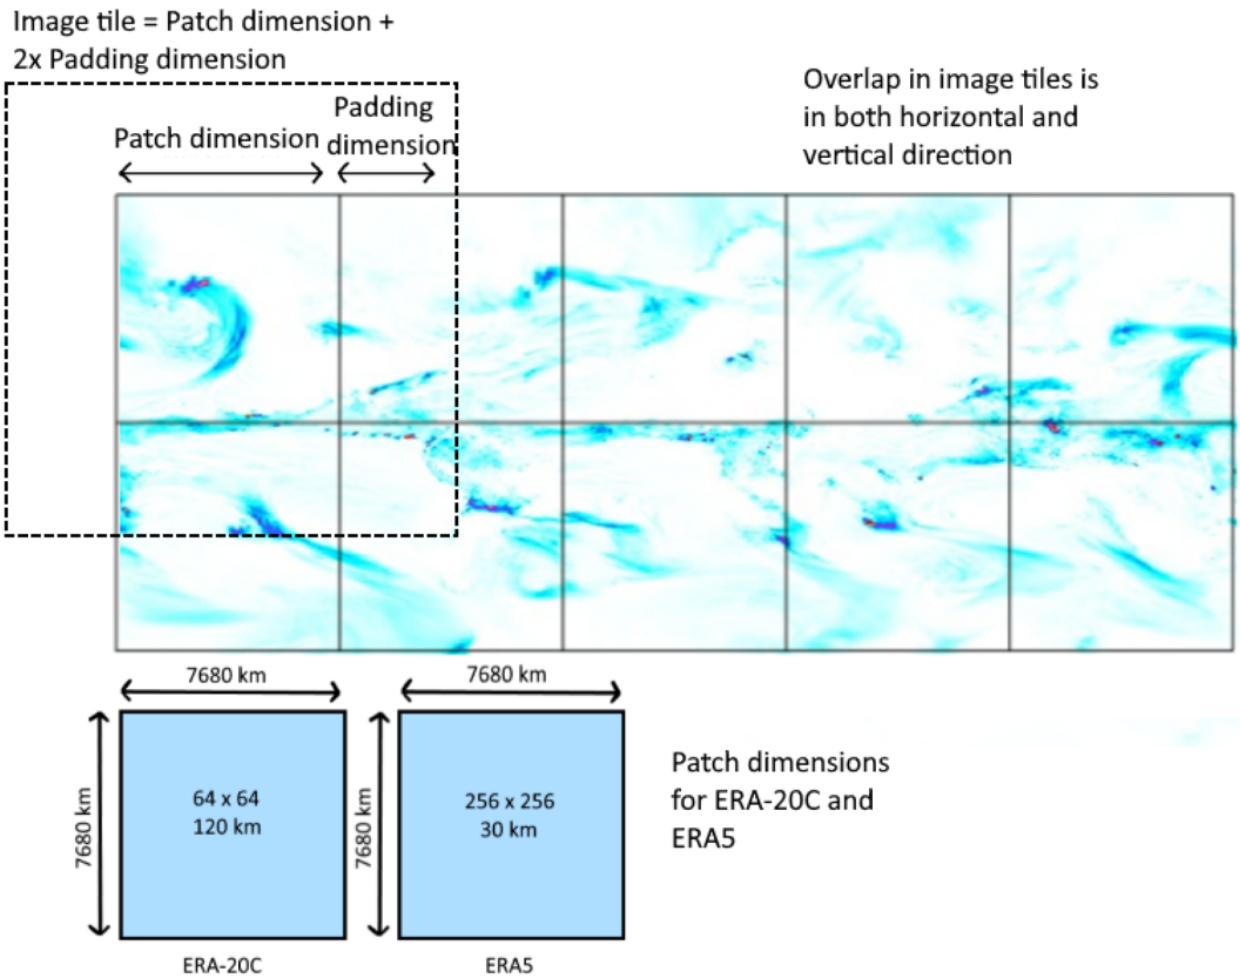 Image tile = Patch dimension +
2x Padding dimension
Overlap in image tiles is
in both horizontal and
vertical direction
Padding
dimension
Patch dimension
7680 km
7680 km
7680 km
64 x 64
120 km
7680 km
256 x 256
30 km
Patch dimensions
for ERA-20C and
ERA5
ERA-20C
ERA5